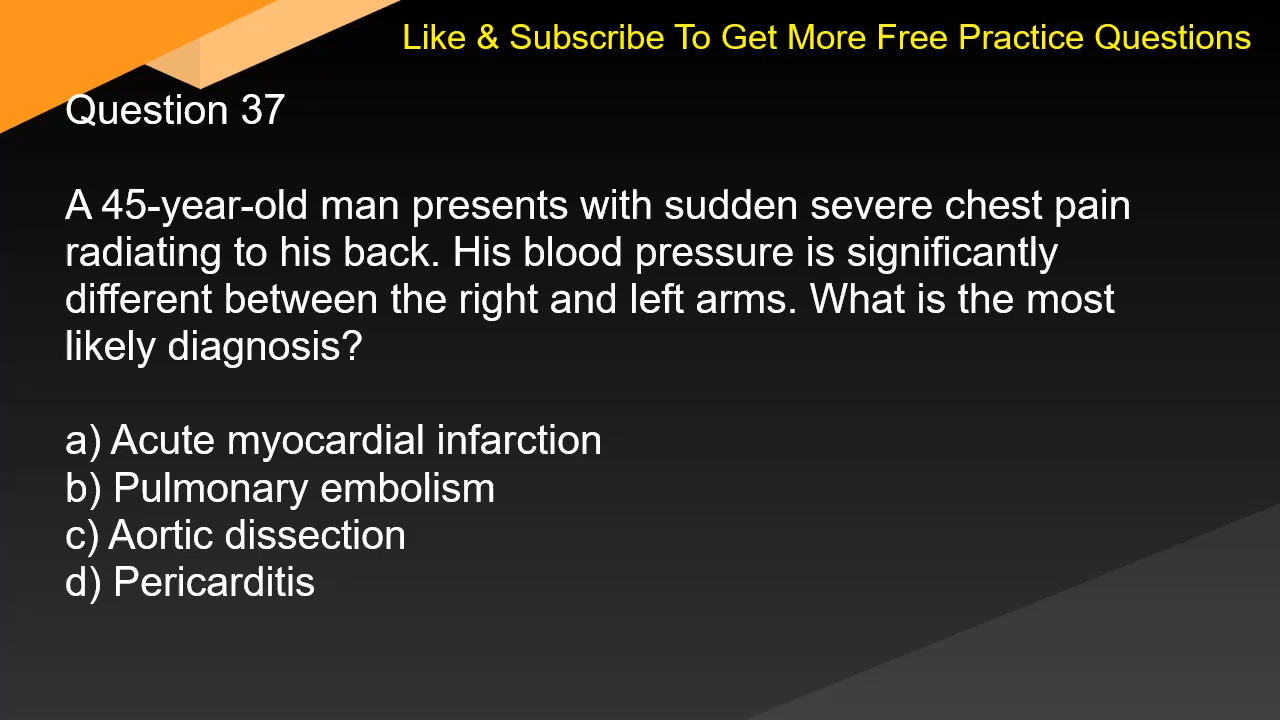 Like & Subscribe To Get More Free Practice Questions
Question 37
A 45-year-old man presents with sudden severe chest pain
radiating to his back. His blood pressure is significantly
different between the right and left arms. What is the most
likely diagnosis?
a) Acute myocardial infarction
b) Pulmonary embolism
c) Aortic dissection
d) Pericarditis